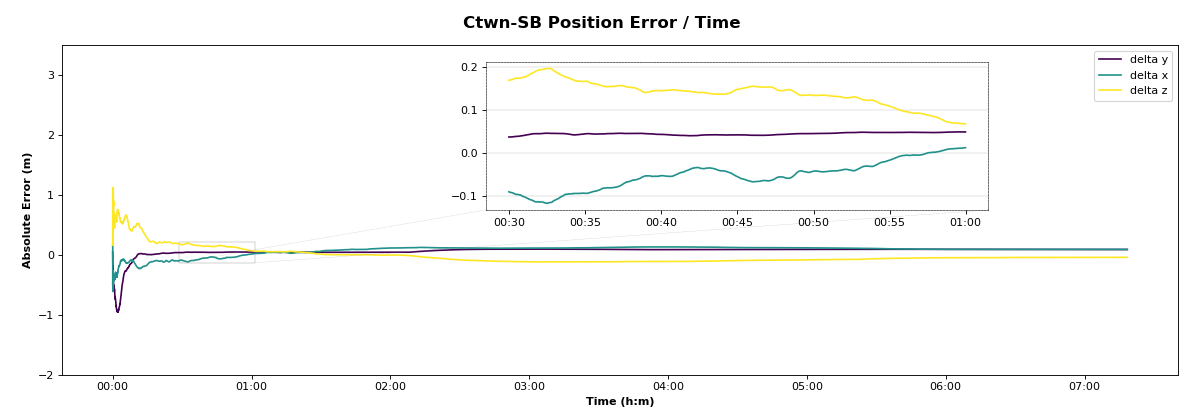 Ctwn-SB Position Error / Time
Absolute Error (m)
3
2
1
0
−1
−2
0.2
0.1
0.0
−0.1
00:30 00:35 00:40 00:45 00:50 00:55 01:00
delta y
delta x
delta z
00:00 01:00 02:00 03:00 04:00 05:00 06:00 07:00
Time (h:m)